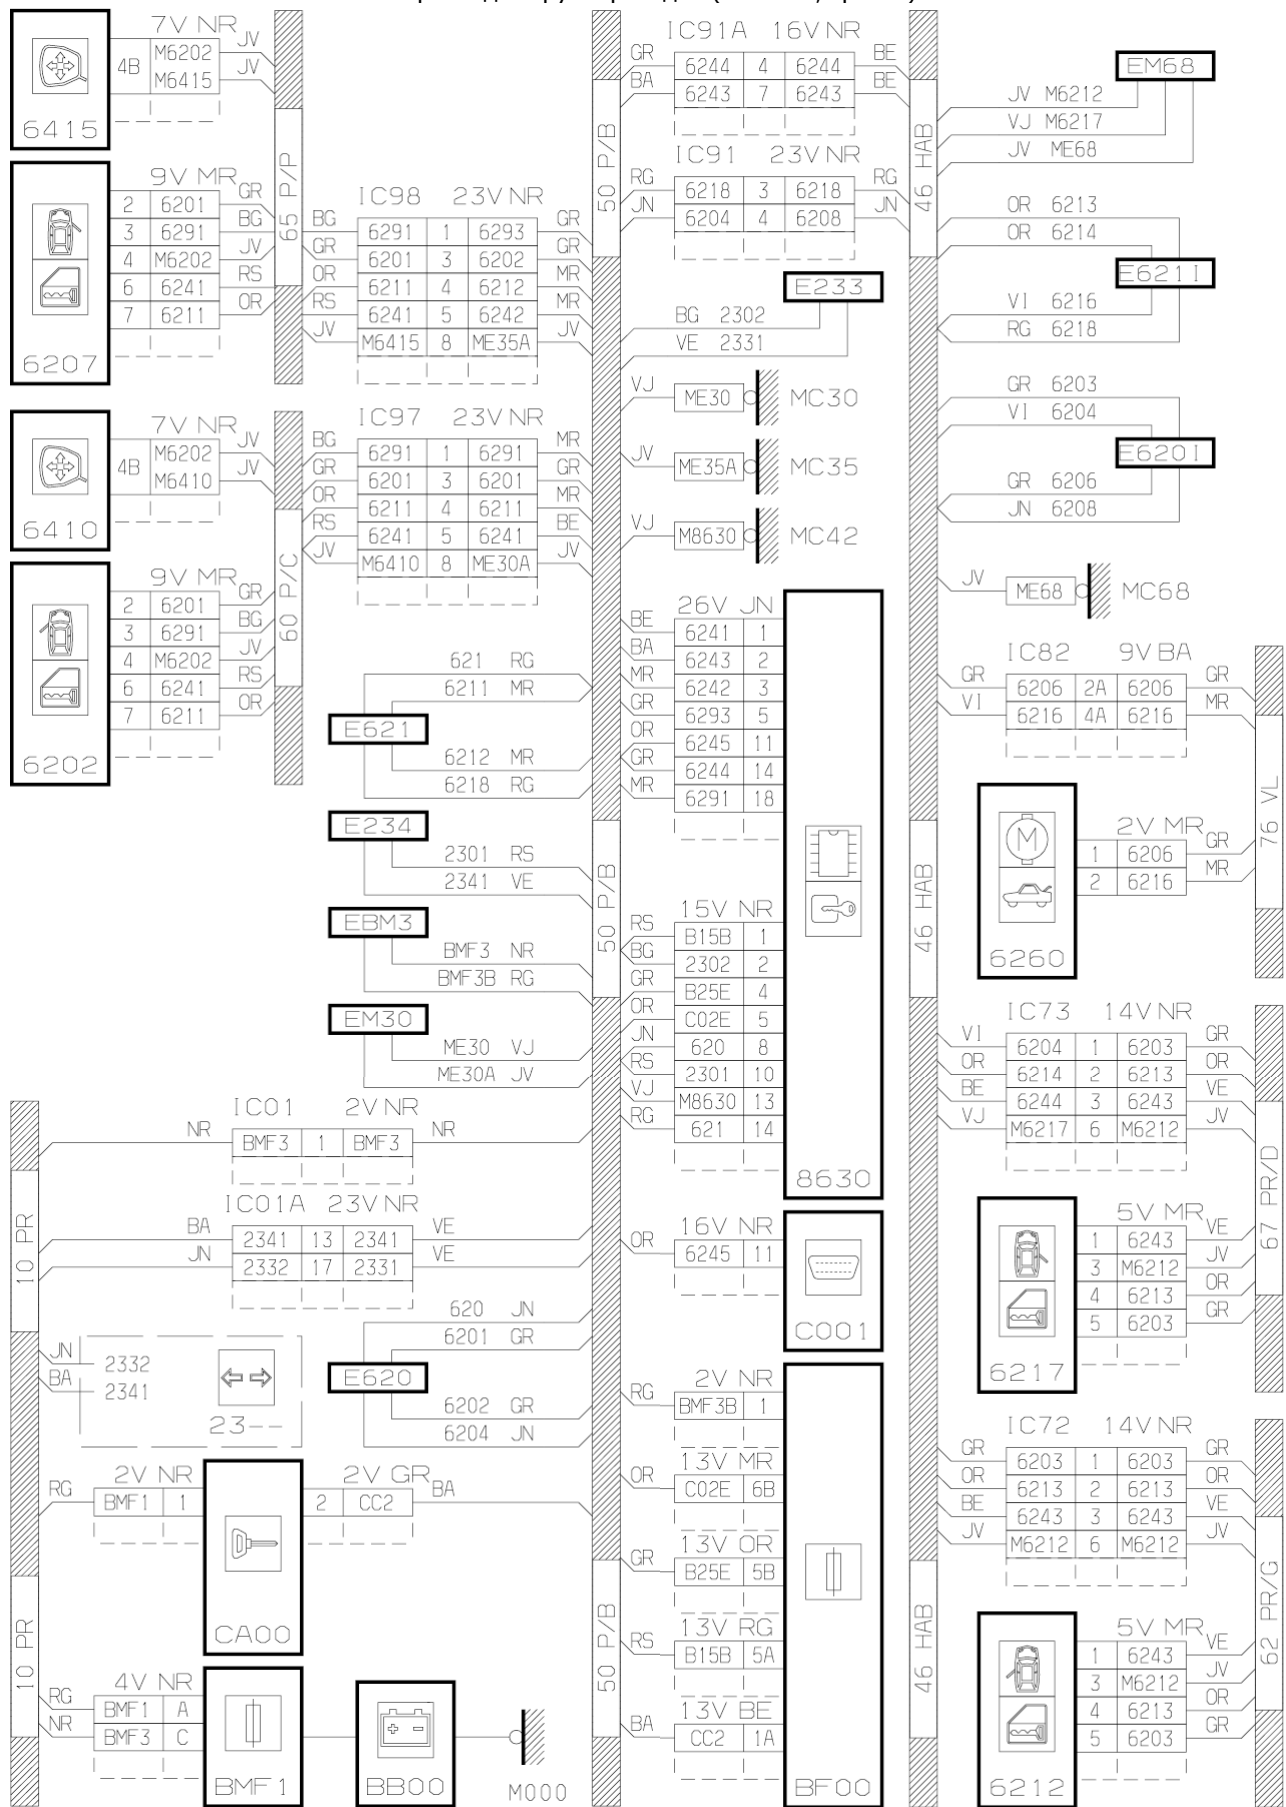 7V NR
4B M6202 JV
M6415 JV
6415
9V MR
2 6201 GR
3 6291 BG
4 M6202 JV
6 6241 RS
7 6211 OR
6207
65 P/P
IC98 23V NR
BG 6291 1 6293 GR
GR 6201 3 6202 GR
OR 6211 4 6212 MR
RS 6241 5 6242 MR
JV M6415 8 ME35A JV
7V NR
4B M6202 JV
M6410 JV
6410
9V MR
2 6201 GR
3 6291 BG
4 M6202 JV
6 6241 RS
7 6211 OR
6202
60 P/C
IC97 23V NR
BG 6291 1 6291 MR
GR 6201 3 6201 GR
OR 6211 4 6211 MR
RS 6241 5 6241 BE
JV M6410 8 ME30A JV
621 RG
6211 MR
E621
6212 MR
6218 RG
E234
2301 RS
2341 VE
EBM3
BMF3 NR
BMF3B RG
EM30
ME30 VJ
ME30A JV
IC01 2V NR
NR BMF3 1 BMF3 NR
IC01A 23V NR
BA 2341 13 2341 VE
JN 2332 17 2331 VE
10 PR
620 JN
6201 GR
E620
6202 GR
6204 JN
JN 2332
BA 2341
23--
2V NR
RG BMF1 1
CA00
2V GR
2 CC2 BA
10 PR
4V NR
RG BMF1 A
NR BMF3 C
BMF1
BB00
M000
50 P/B
IC91A 16V NR
GR 6244 4 6244 BE
BA 6243 7 6243 BE
IC91 23V NR
RG 6218 3 6218 RG
JN 6204 4 6208 JN
E233
BG 2302
VE 2331
VJ ME30 MC30
JV ME35A MC35
VJ M8630 MC42
26V JN
BE 6241 1
BA 6243 2
MR 6242 3
GR 6293 5
OR 6245 11
GR 6244 14
MR 6291 18
50 P/B
15V NR
RS B15B 1
BG 2302 2
GR B25E 4
OR C02E 5
JN 620 8
RS 2301 10
VJ M8630 13
RG 621 14
8630
16V NR
OR 6245 11
C001
2V NR
RG BMF3B 1
13V MR
OR C02E 6B
13V OR
GR B25E 5B
13V RG
RS B15B 5A
13V BE
BA CC2 1A
BF00
50 P/B
46 HAB
EM68
JV M6212
VJ M6217
JV ME68
OR 6213
OR 6214
E621I
VI 6216
RG 6218
GR 6203
VI 6204
E620I
GR 6206
JN 6208
JV ME68 MC68
IC82 9V BA
GR 6206 2A 6206 GR
VI 6216 4A 6216 MR
46 HAB
2V MR
1 6206 GR
2 6216 MR
6260
76 VL
IC73 14V NR
VI 6204 1 6203 GR
OR 6214 2 6213 OR
BE 6244 3 6243 VE
VJ M6217 6 M6212 JV
5V MR
1 6243 VE
3 M6212 JV
4 6213 OR
5 6203 GR
6217
67 PR/D
IC72 14V NR
GR 6203 1 6203 GR
OR 6213 2 6213 OR
BE 6243 3 6243 VE
JV M6212 6 M6212 JV
46 HAB
5V MR
1 6243 VE
3 M6212 JV
4 6213 OR
5 6203 GR
6212
62 PR/G